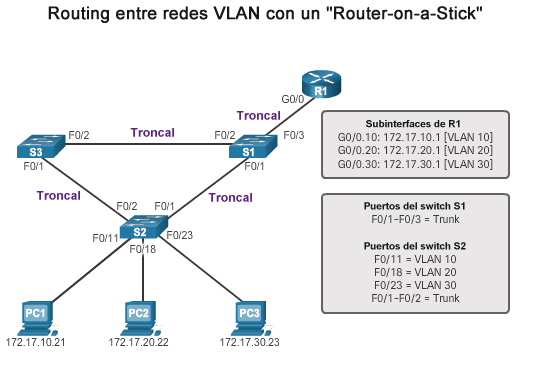 Routing entre redes VLAN con un "Router-on-a-Stick"
R1
G0/0
Troncal
F0/2
Troncal
F0/2
F0/3
S3
S1
F0/1
F0/1
Troncal
Troncal
F0/2
F0/1
S2
F0/11
F0/23
F0/18
PC1
PC2
PC3
172.17.10.21
172.17.20.22
172.17.30.23
Subinterfaces de R1
G0/0.10: 172.17.10.1 [VLAN 10]
G0/0.20: 172.17.20.1 [VLAN 20]
G0/0.30: 172.17.30.1 [VLAN 30]
Puertos del switch S1
F0/1-F0/3 = Trunk
Puertos del switch S2
F0/11 = VLAN 10
F0/18 = VLAN 20
F0/23 = VLAN 30
F0/1-F0/2 = Trunk